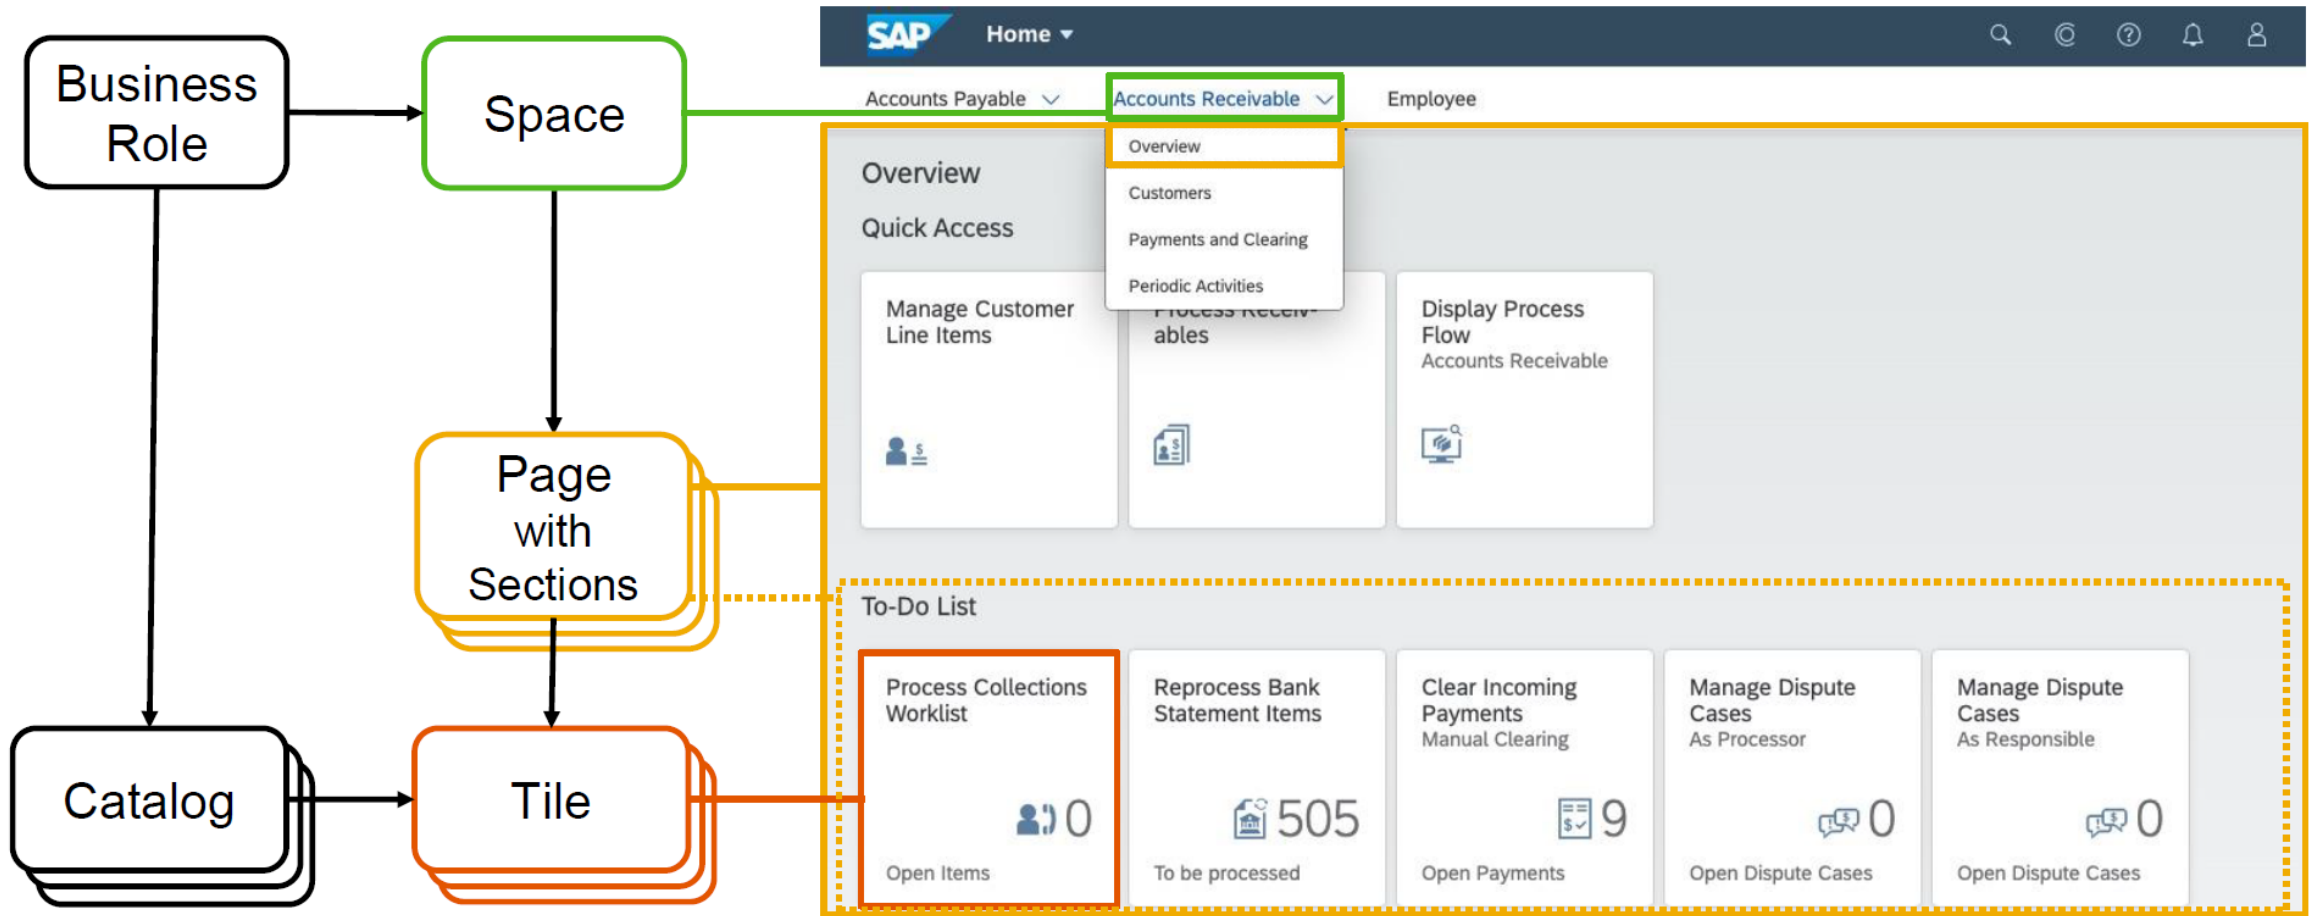 Business
Role
Space
Page
with
Sections
Catalog
Tile
SAP
Home
Accounts Payable
Accounts Receivable
Employee
Overview
Customers
Payments and Clearing
Periodic Activities
Overview
Quick Access
Manage Customer
Line Items
Process Receiv-
ables
Display Process
Flow
Accounts Receivable
To-Do List
Process Collections
Worklist
0
Open Items
Reprocess Bank
Statement Items
505
To be processed
Clear Incoming
Payments
Manual Clearing
9
Open Payments
Manage Dispute
Cases
As Processor
0
Open Dispute Cases
Manage Dispute
Cases
As Responsible
0
Open Dispute Cases